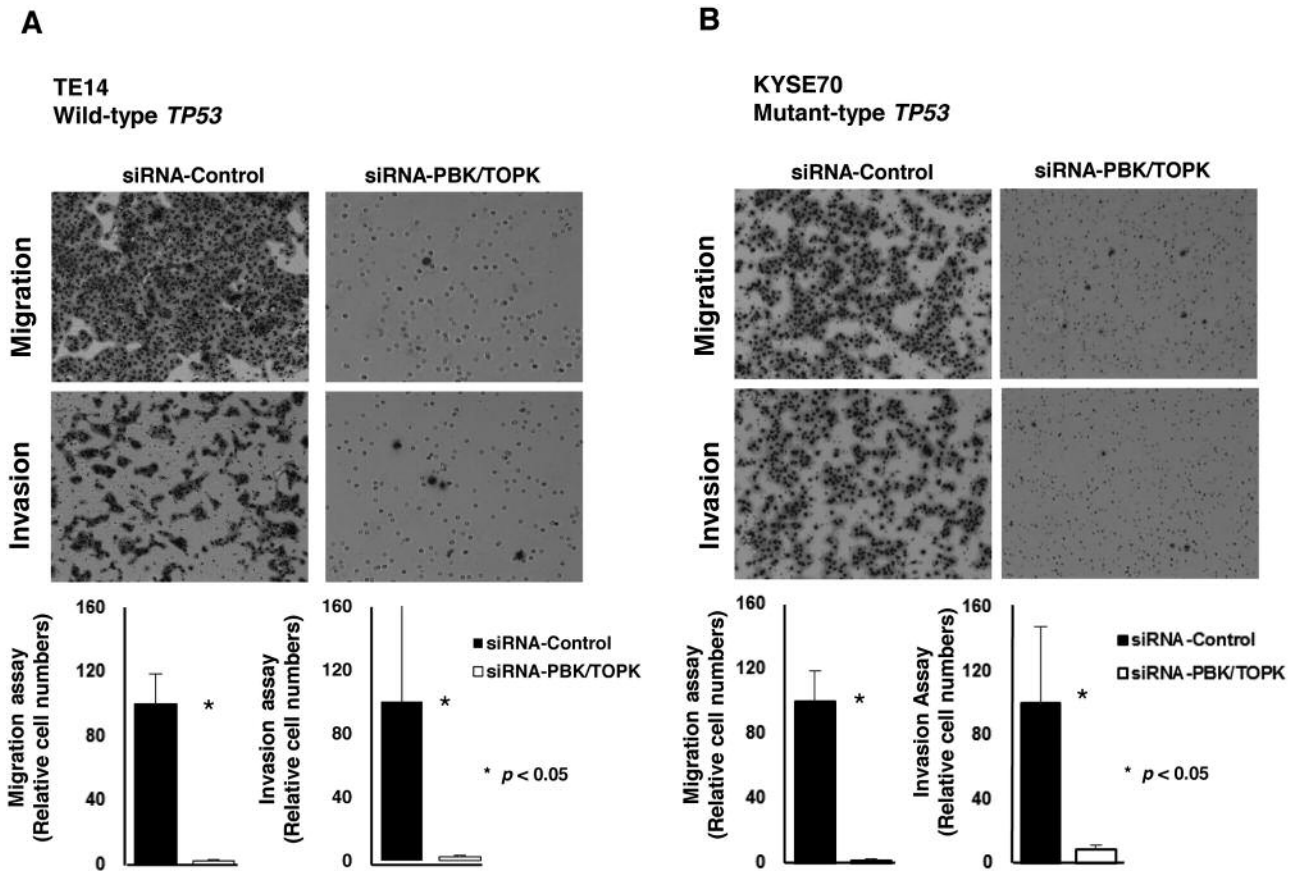 A
TE14
Wild-type TP53
siRNA-Control
siRNA-PBK/TOPK
Migration
Invasion
Migration assay
(Relative cell numbers)
160
120
80
40
0
*
Invasion assay
(Relative cell numbers)
160
120
80
40
0
*
siRNA-Control
siRNA-PBK/TOPK
* p < 0.05
B
KYSE70
Mutant-type TP53
siRNA-Control
siRNA-PBK/TOPK
Migration
Invasion
Migration assay
(Relative cell numbers)
160
120
80
40
0
*
Invasion Assay
(Relative cell numbers)
160
120
80
40
0
*
siRNA-Control
siRNA-PBK/TOPK
* p < 0.05